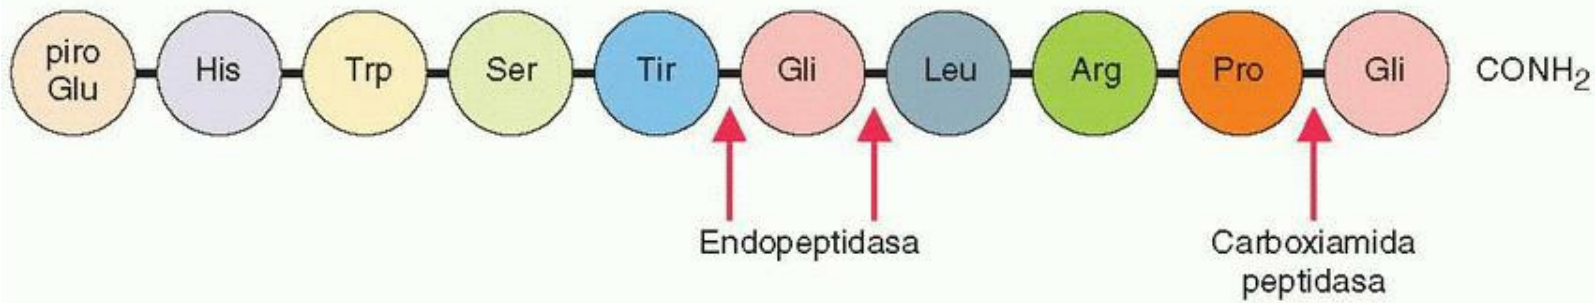 piro
Glu
His
Trp
Ser
Tir
Gli
Leu
Arg
Pro
Gli
CONH₂
Endopeptidasa
Carboxiamida
peptidasa